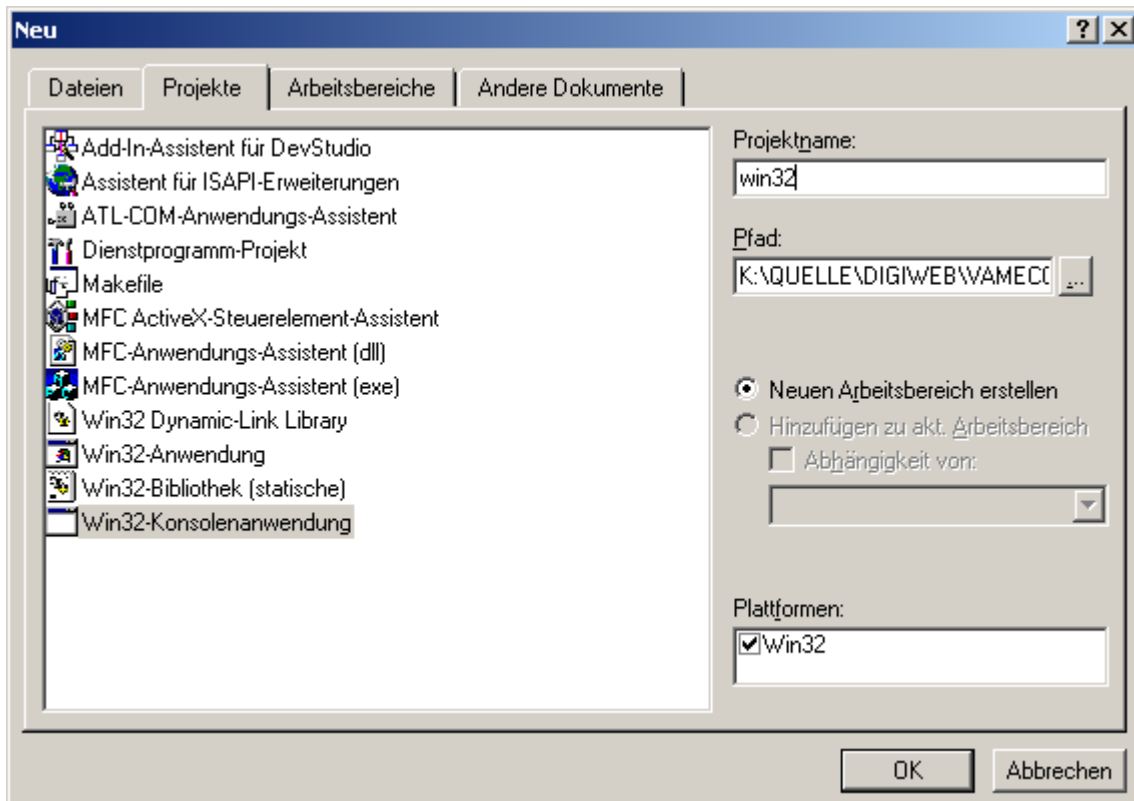 Neu
Dateien Projekte Arbeitsbereiche Andere Dokumente
Add-In-Assistent für DevStudio
Assistent für ISAPI-Erweiterungen
ATL-COM-Anwendungs-Assistent
Dienstprogramm-Projekt
Makefile
MFC ActiveX-Steuerelement-Assistent
MFC-Anwendungs-Assistent (dll)
MFC-Anwendungs-Assistent (exe)
Win32 Dynamic-Link Library
Win32-Anwendung
Win32-Bibliothek (statische)
Win32-Konsolenanwendung
Projektname:
win32
Pfad:
K:\QUELLE\DIGIWEB\VAMECO ...
Neuen Arbeitsbereich erstellen
Hinzufügen zu akt. Arbeitsbereich
Abhängigkeit von:
Plattformen:
Win32
OK Abbrechen